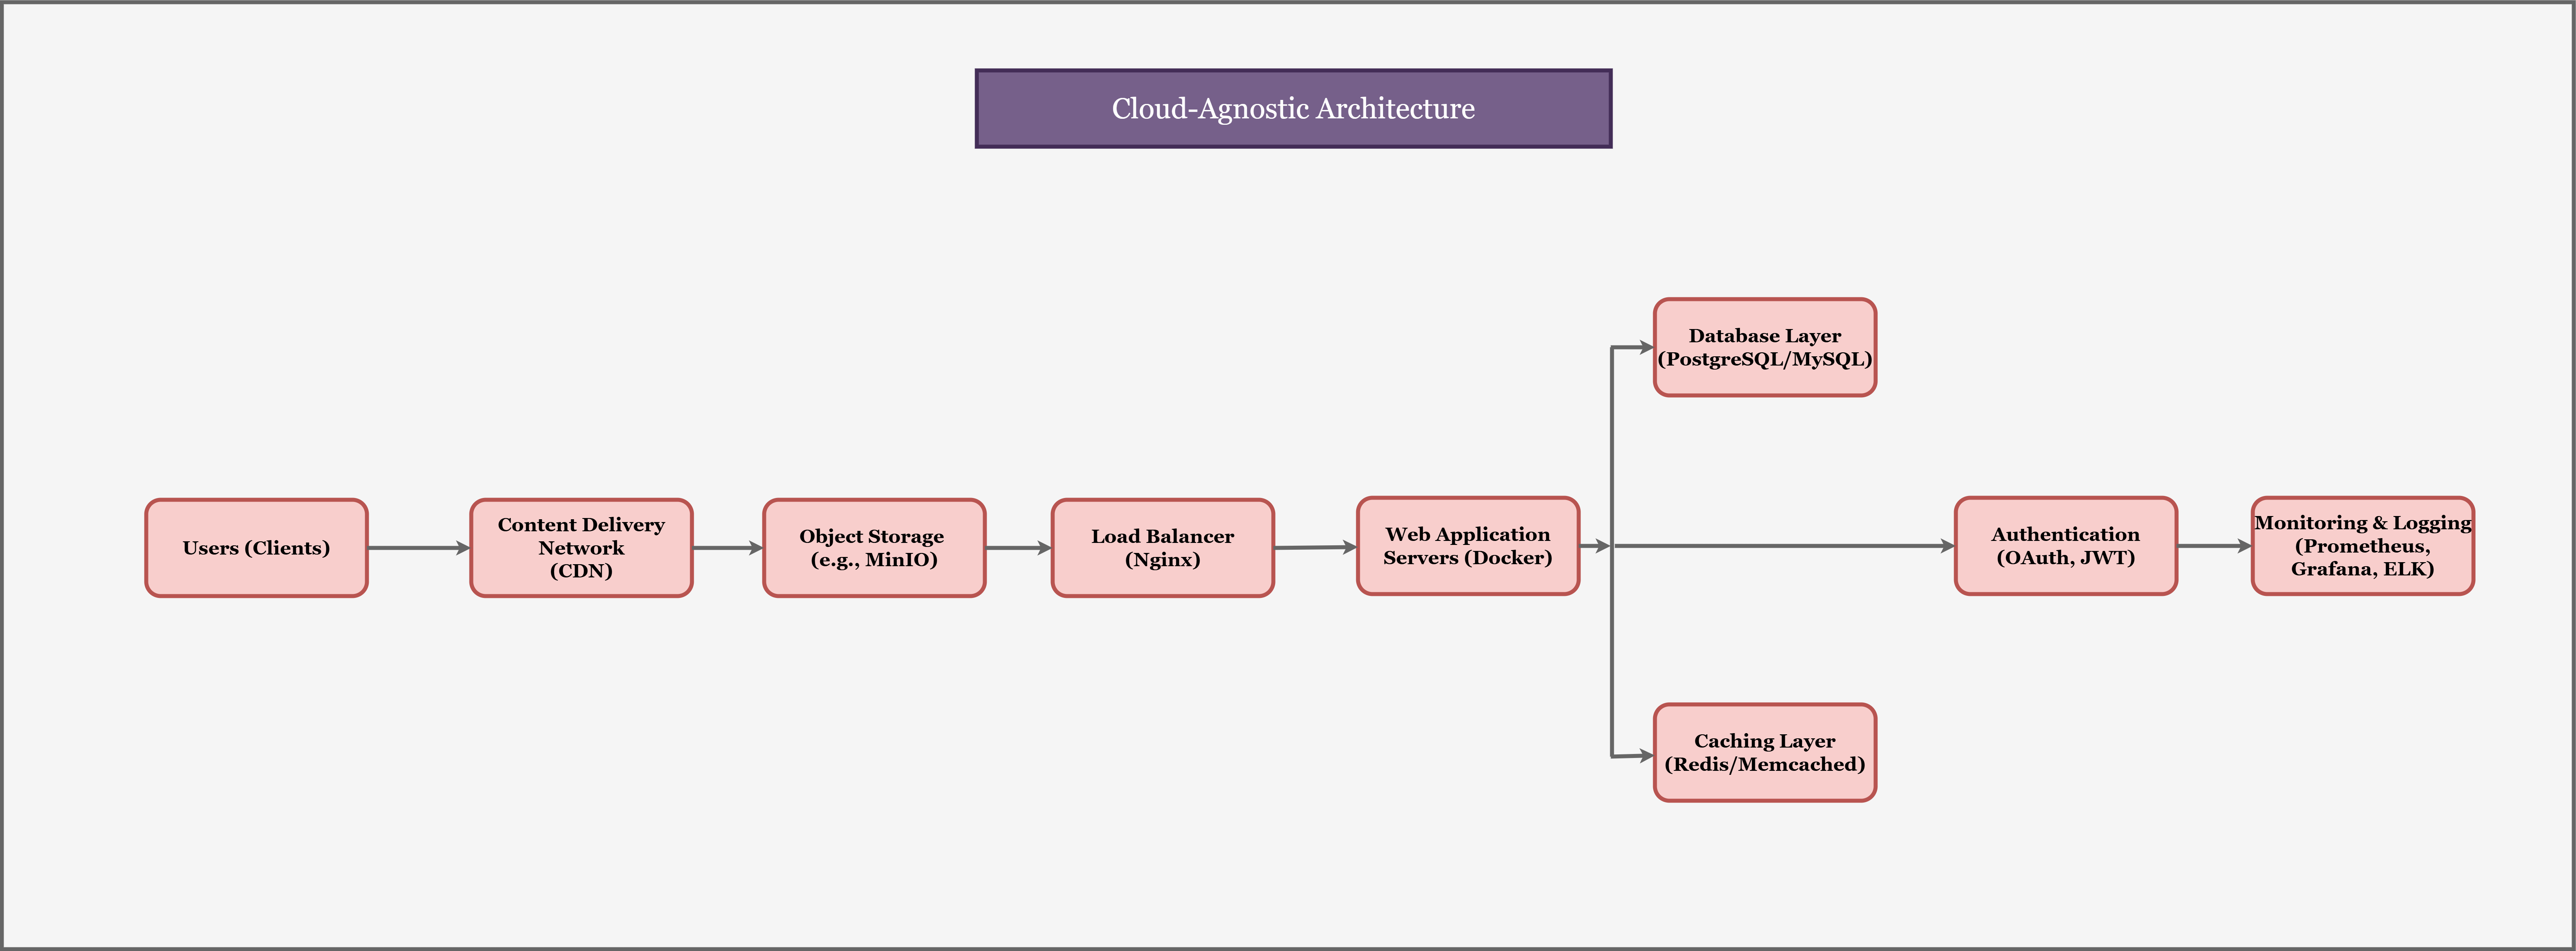 Cloud-Agnostic Architecture
Users (Clients)
Content Delivery
Network
(CDN)
Object Storage
(e.g., MinIO)
Load Balancer
(Nginx)
Web Application
Servers (Docker)
Database Layer
(PostgreSQL/MySQL)
Caching Layer
(Redis/Memcached)
Authentication
(OAuth, JWT)
Monitoring & Logging
(Prometheus,
Grafana, ELK)